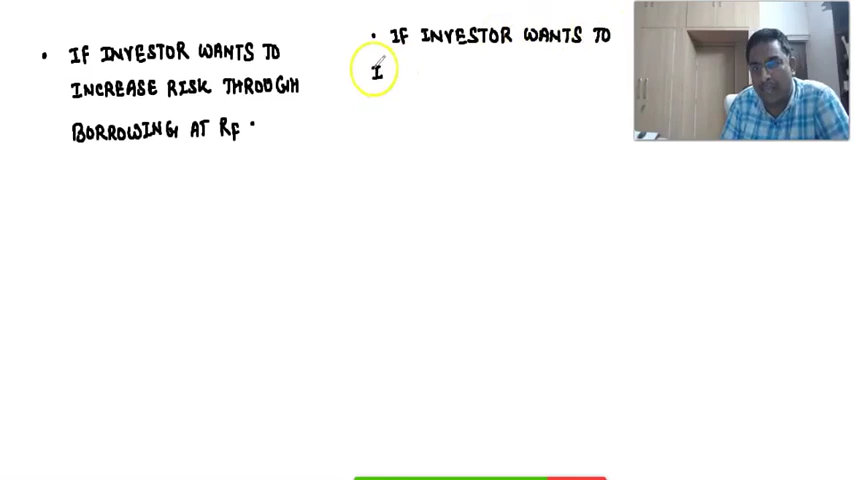 • IF INVESTOR WANTS TO
INCREASE RISK THROUGH
BORROWING AT RF •
• IF INVESTOR WANTS TO
I